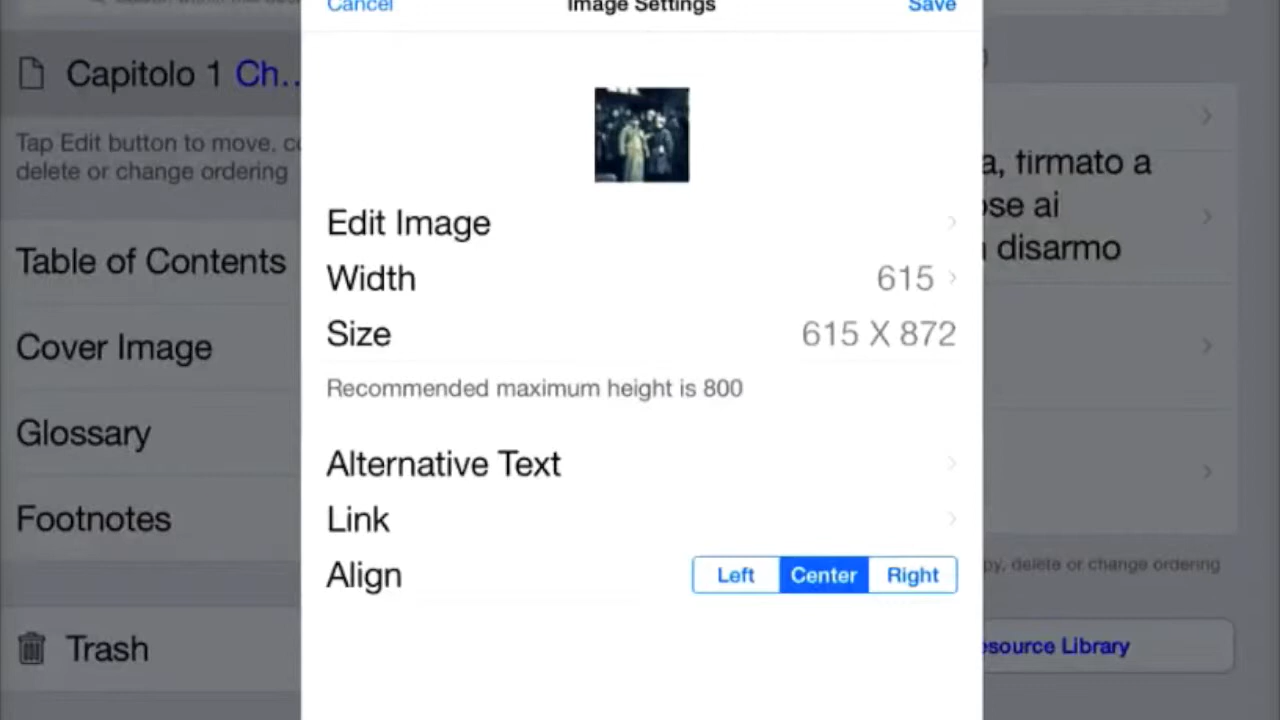 Cancel
Image Settings
Save
Capitolo 1 Ch...
Tap Edit button to move,
delete or change ordering
Table of Contents
Cover Image
Glossary
Footnotes
Trash
Edit Image
Width 615
Size 615 X 872
Recommended maximum height is 800
Alternative Text
Link
Align Left Center Right
a, firmato a
ose ai
disarmo
py, delete or change ordering
esource Library